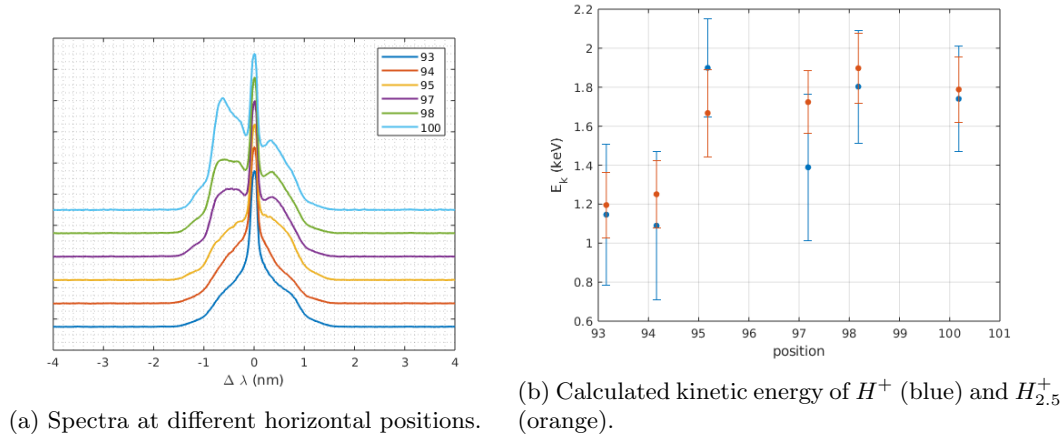 93
94
95
97
98
100
-4 -3 -2 -1 0 1 2 3 4
Δ λ (nm)
(a) Spectra at different horizontal positions.
2.2
2
1.8
1.6
1.4
1.2
1
0.8
0.6
E_k (keV)
93 94 95 96 97 98 99 100 101
position
(b) Calculated kinetic energy of H⁺ (blue) and H⁺₂.₅
(orange).